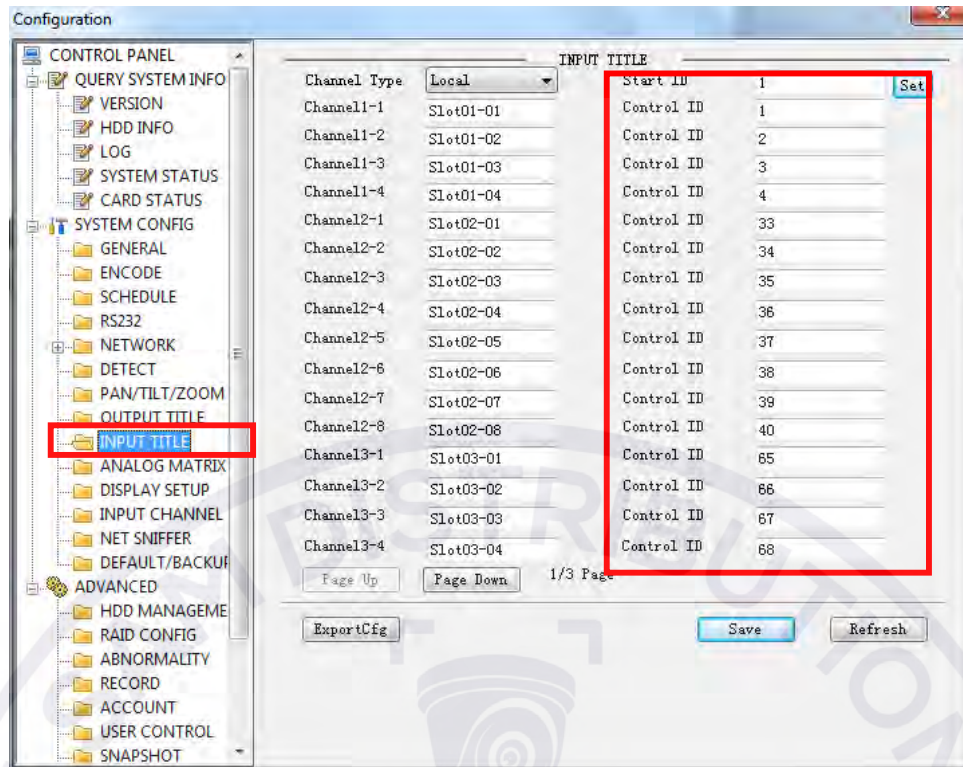 Configuration
CONTROL PANEL
QUERY SYSTEM INFO
VERSION
HDD INFO
LOG
SYSTEM STATUS
CARD STATUS
SYSTEM CONFIG
GENERAL
ENCODE
SCHEDULE
RS232
NETWORK
DETECT
PAN/TILT/ZOOM
OUTPUT TITLE
INPUT TITLE
ANALOG MATRIX
DISPLAY SETUP
INPUT CHANNEL
NET SNIFFER
DEFAULT/BACKUP
ADVANCED
HDD MANAGEME
RAID CONFIG
ABNORMALITY
RECORD
ACCOUNT
USER CONTROL
SNAPSHOT
INPUT TITLE
Channel Type Local Start ID 1 Set
Channel1-1 Slot01-01 Control ID 1
Channel1-2 Slot01-02 Control ID 2
Channel1-3 Slot01-03 Control ID 3
Channel1-4 Slot01-04 Control ID 4
Channel2-1 Slot02-01 Control ID 33
Channel2-2 Slot02-02 Control ID 34
Channel2-3 Slot02-03 Control ID 35
Channel2-4 Slot02-04 Control ID 36
Channel2-5 Slot02-05 Control ID 37
Channel2-6 Slot02-06 Control ID 38
Channel2-7 Slot02-07 Control ID 39
Channel2-8 Slot02-08 Control ID 40
Channel3-1 Slot03-01 Control ID 65
Channel3-2 Slot03-02 Control ID 66
Channel3-3 Slot03-03 Control ID 67
Channel3-4 Slot03-04 Control ID 68
Page Up Page Down 1/3 Page
ExportCfg Save Refresh